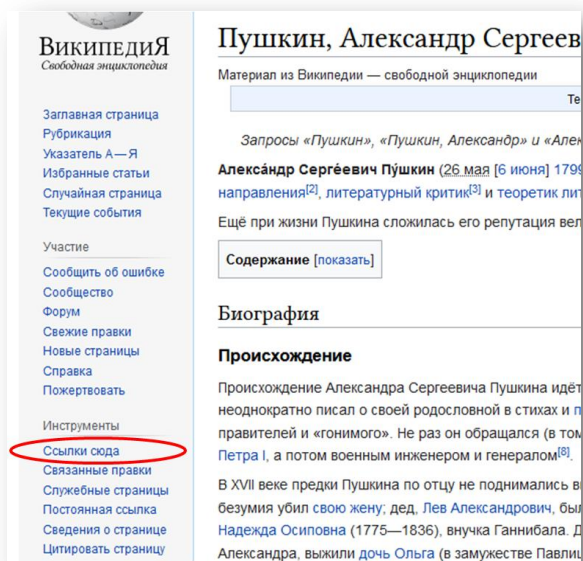 ВикипедиЯ
Свободная энциклопедия
Заглавная страница
Рубрикация
Указатель А — Я
Избранные статьи
Случайная страница
Текущие события
Участие
Сообщить об ошибке
Сообщество
Форум
Свежие правки
Новые страницы
Справка
Пожертвовать
Инструменты
Ссылки сюда
Связанные правки
Служебные страницы
Постоянная ссылка
Сведения о странице
Цитировать страницу
Пушкин, Александр Сергеев
Материал из Википедии — свободной энциклопедии
Те
Запросы «Пушкин», «Пушкин, Александр» и «Алек
Алекса́ндр Серге́евич Пу́шкин (26 мая [6 июня] 1799
направления[2], литературный критик[3] и теоретик лит
Ещё при жизни Пушкина сложилась его репутация вел
Содержание [показать]
Биография
Происхождение
Происхождение Александра Сергеевича Пушкина идёт
неоднократно писал о своей родословной в стихах и п
правителей и «гонимого». Не раз он обращался (в том
Петра I, а потом военным инженером и генералом[8].
В XVII веке предки Пушкина по отцу не поднимались в
безумия убил свою жену; дед, Лев Александрович, был
Надежда Осиповна (1775—1836), внучка Ганнибала. Д
Александра, выжили дочь Ольга (в замужестве Павлищ